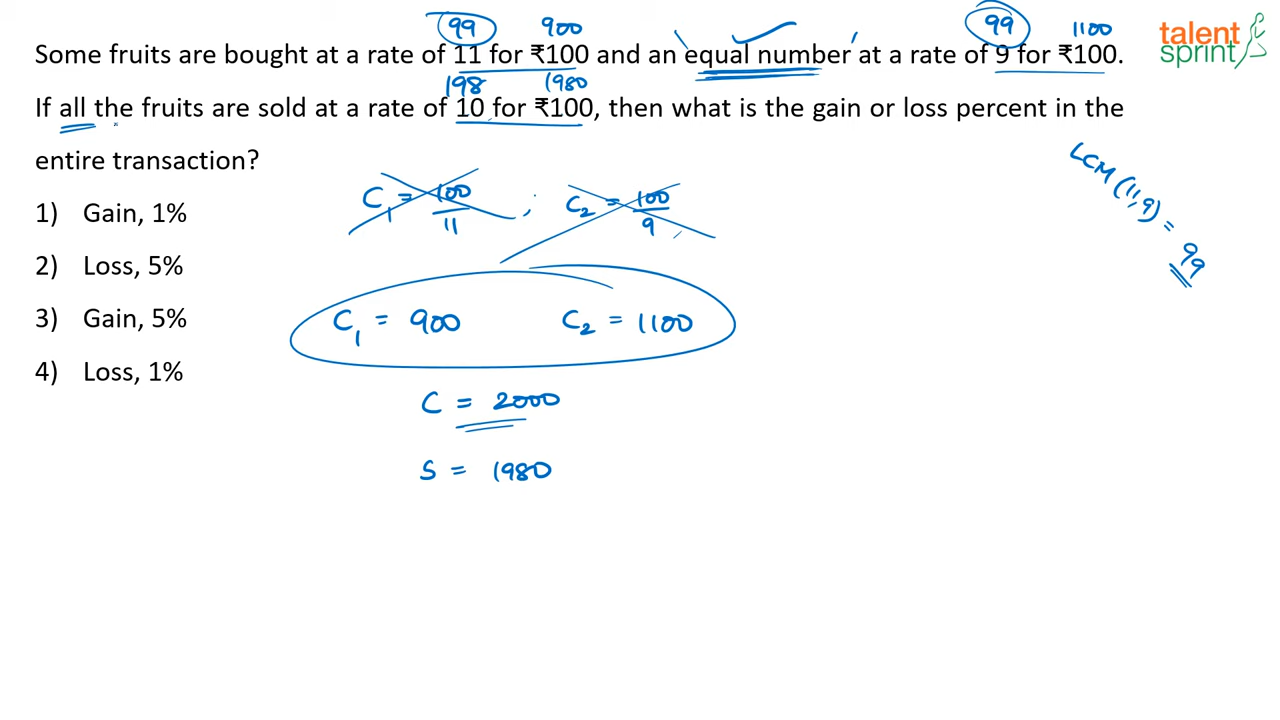 99 900 99 1100
talent
sprint
Some fruits are bought at a rate of 11 for ₹100 and an equal number at a rate of 9 for ₹100.
198 1980
If all the fruits are sold at a rate of 10 for ₹100, then what is the gain or loss percent in the
entire transaction?
LCM (11,9) = 99
C₁ = 100/11 ; C₂ = 100/9
1) Gain, 1%
2) Loss, 5%
3) Gain, 5%
4) Loss, 1%
C₁ = 900 C₂ = 1100
C = 2000
S = 1980